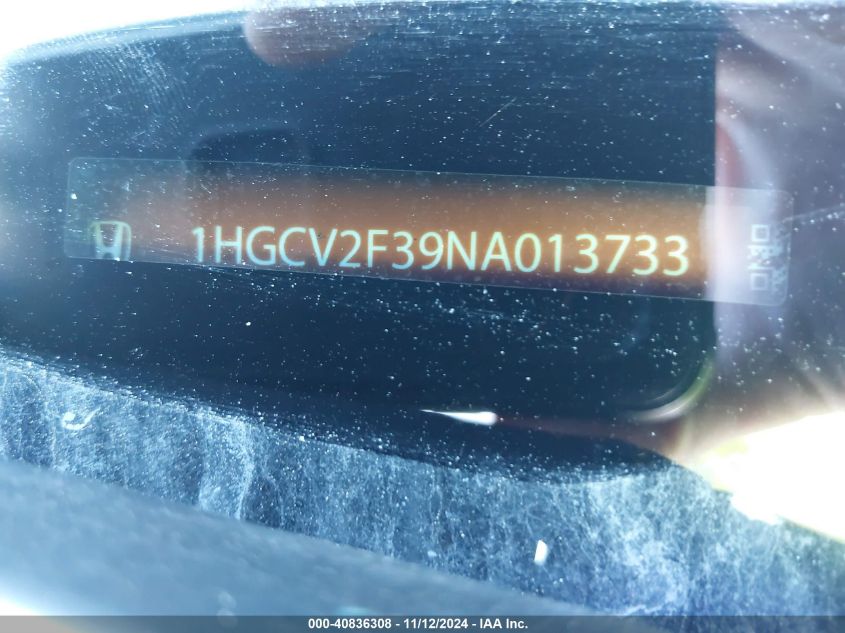 1HGCV2F39NA013733
000-40836308 - 11/12/2024 - IAA Inc.